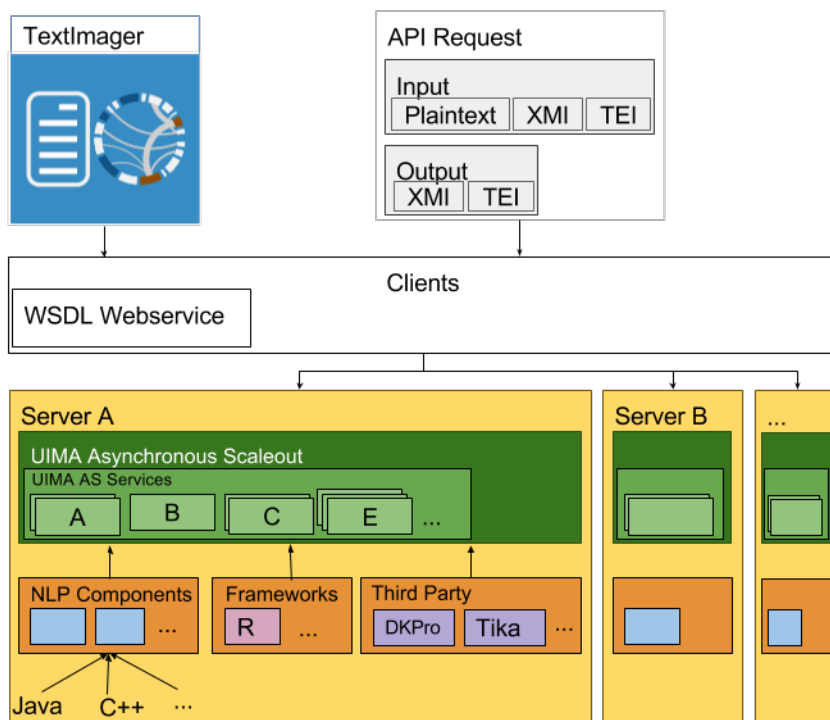 TextImager
API Request
Input
Plaintext XMI TEI
Output
XMI TEI
Clients
WSDL Webservice
Server A
UIMA Asynchronous Scaleout
UIMA AS Services
A B C E ...
NLP Components
...
Frameworks
R ...
Third Party
DKPro Tika ...
Java C++ ...
Server B
...